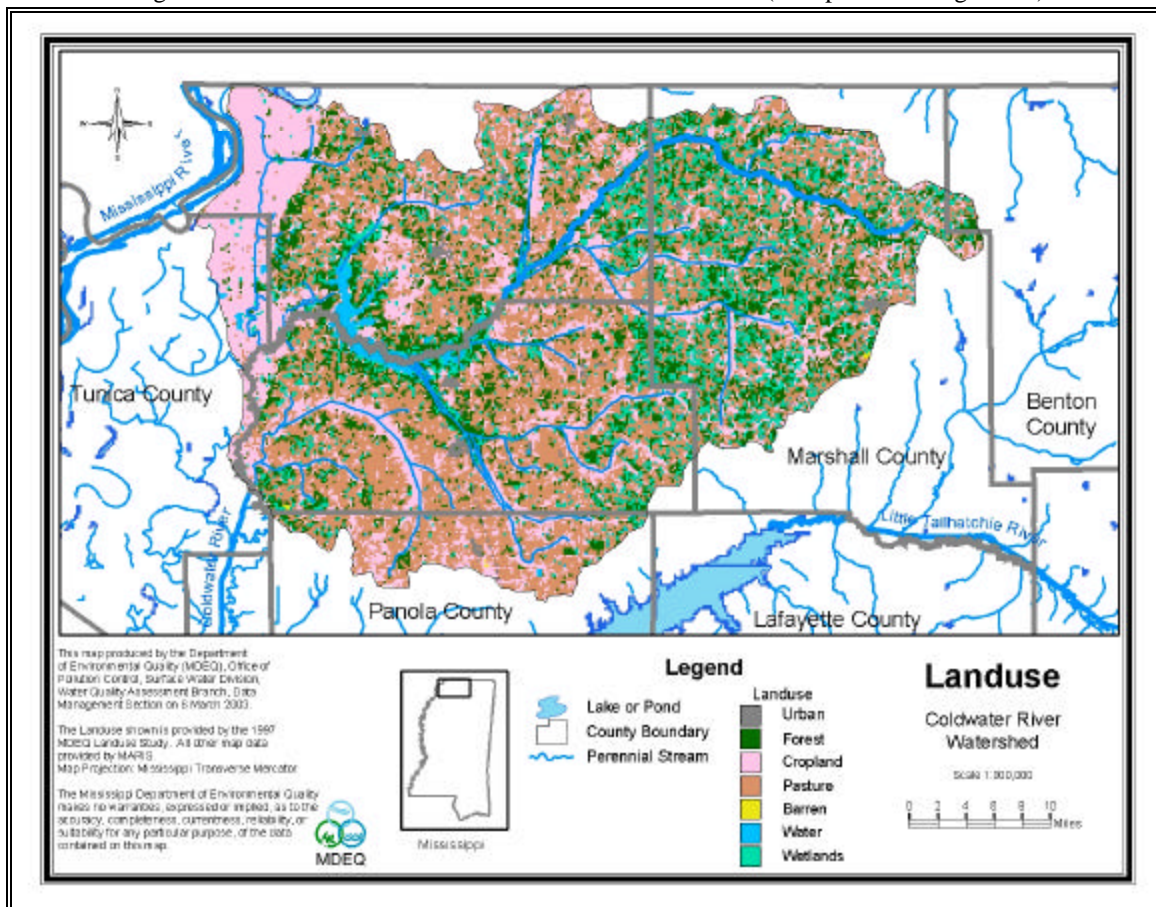 W
Mississippi River
Tunica County
Benton
County
Marshall County
Little Tallhatchie River
Coldwater River
Panola County
Lafayette County
This map produced by the Department
of Environmental Quality (MDEQ), Office of
Pollution Control, Surface Water Division,
Water Quality Assessment Branch, Data
Management Section on 6 March 2003.
The Landuse shown is provided by the 1997
MDEQ Landuse Study. All other map data
provided by MARIS.
Map Projection: Mississippi Transverse Mercator
The Mississippi Department of Environmental Quality
makes no warranties, expressed or implied, as to the
accuracy, completeness, currentness, reliability, or
suitability for any particular purpose, of the data
contained on this map.
MDEQ
Mississippi
Legend
Lake or Pond
County Boundary
Perennial Stream
Landuse
Urban
Forest
Cropland
Pasture
Barren
Water
Wetlands
Landuse
Coldwater River
Watershed
Scale
0 2 4 6 8 10
Miles